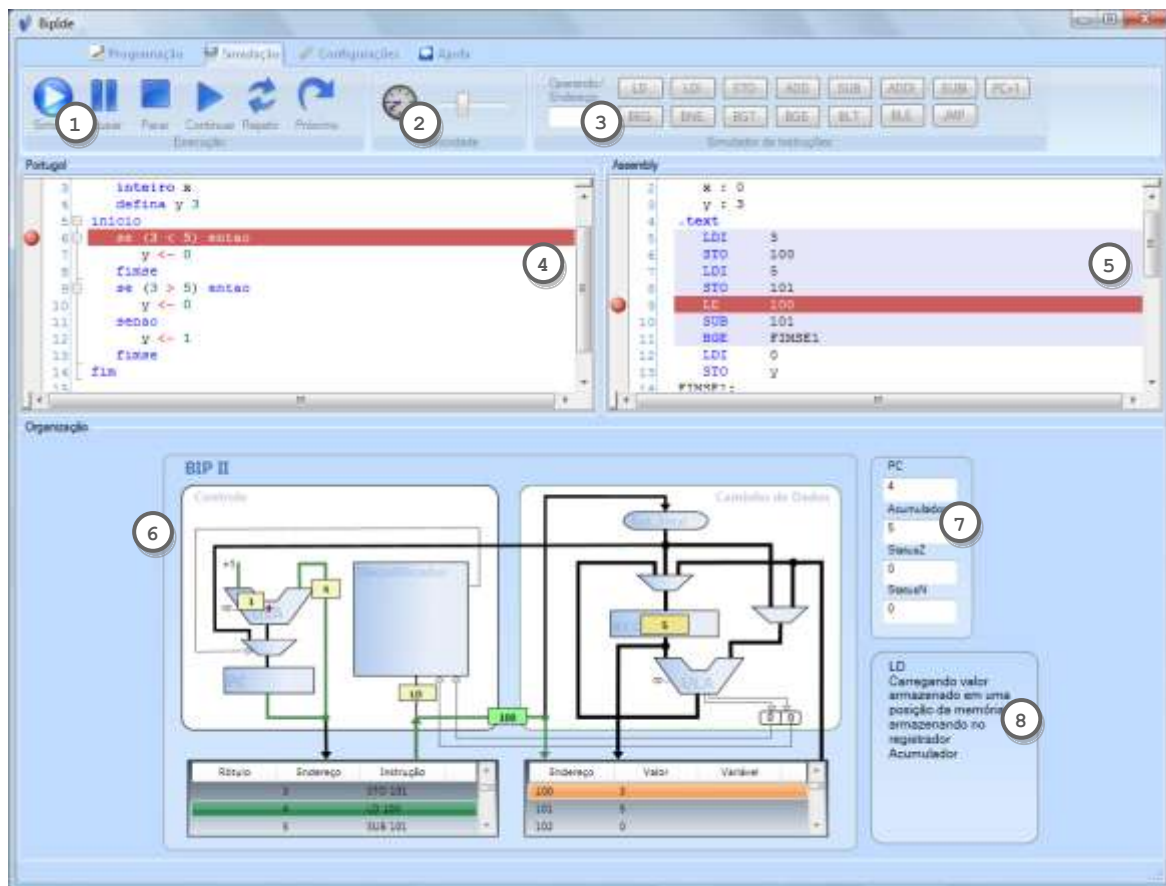 BipIde
Programação Simulação Configurações Ajuda
Parar Continuar Repetir Próximo
Execução
1
2
Operando/
Endereço
3
LD LDI STO ADD SUB ADDI SUBI PC+1
BEQ BNE BGT BGE BLT BLE JMP
Simulador de Instruções
Portugol
3 inteiro x
4 defina y 3
5 inicio
6 se (3 < 5) entao
7 y <- 0
8 fimse
9 se (3 > 5) entao
10 y <- 0
11 senao
12 y <- 1
13 fimse
14 fim
15
4
Assembly
2 x : 0
3 y : 3
4 .text
5 LDI 3
6 STO 100
7 LDI 5
8 STO 101
9 LD 100
10 SUB 101
11 BGE FIMSE1
12 LDI 0
13 STO y
14 FIMSE1:
5
Organização
BIP II
6
Controle
+1
1
4
ULA
PC
LD
100
Caminho de Dados
5
ULA
0 0
Rótulo Endereço Instrução
3 STO 101
4 LD 100
5 SUB 101
Endereço Valor Variável
100 3
101 5
102 0
PC
4
Acumulador
5
StatusZ
0
StatusN
0
7
LD
Carregando valor
armazenado em uma
posição da memória
armazenando no
registrador
Acumulador
8